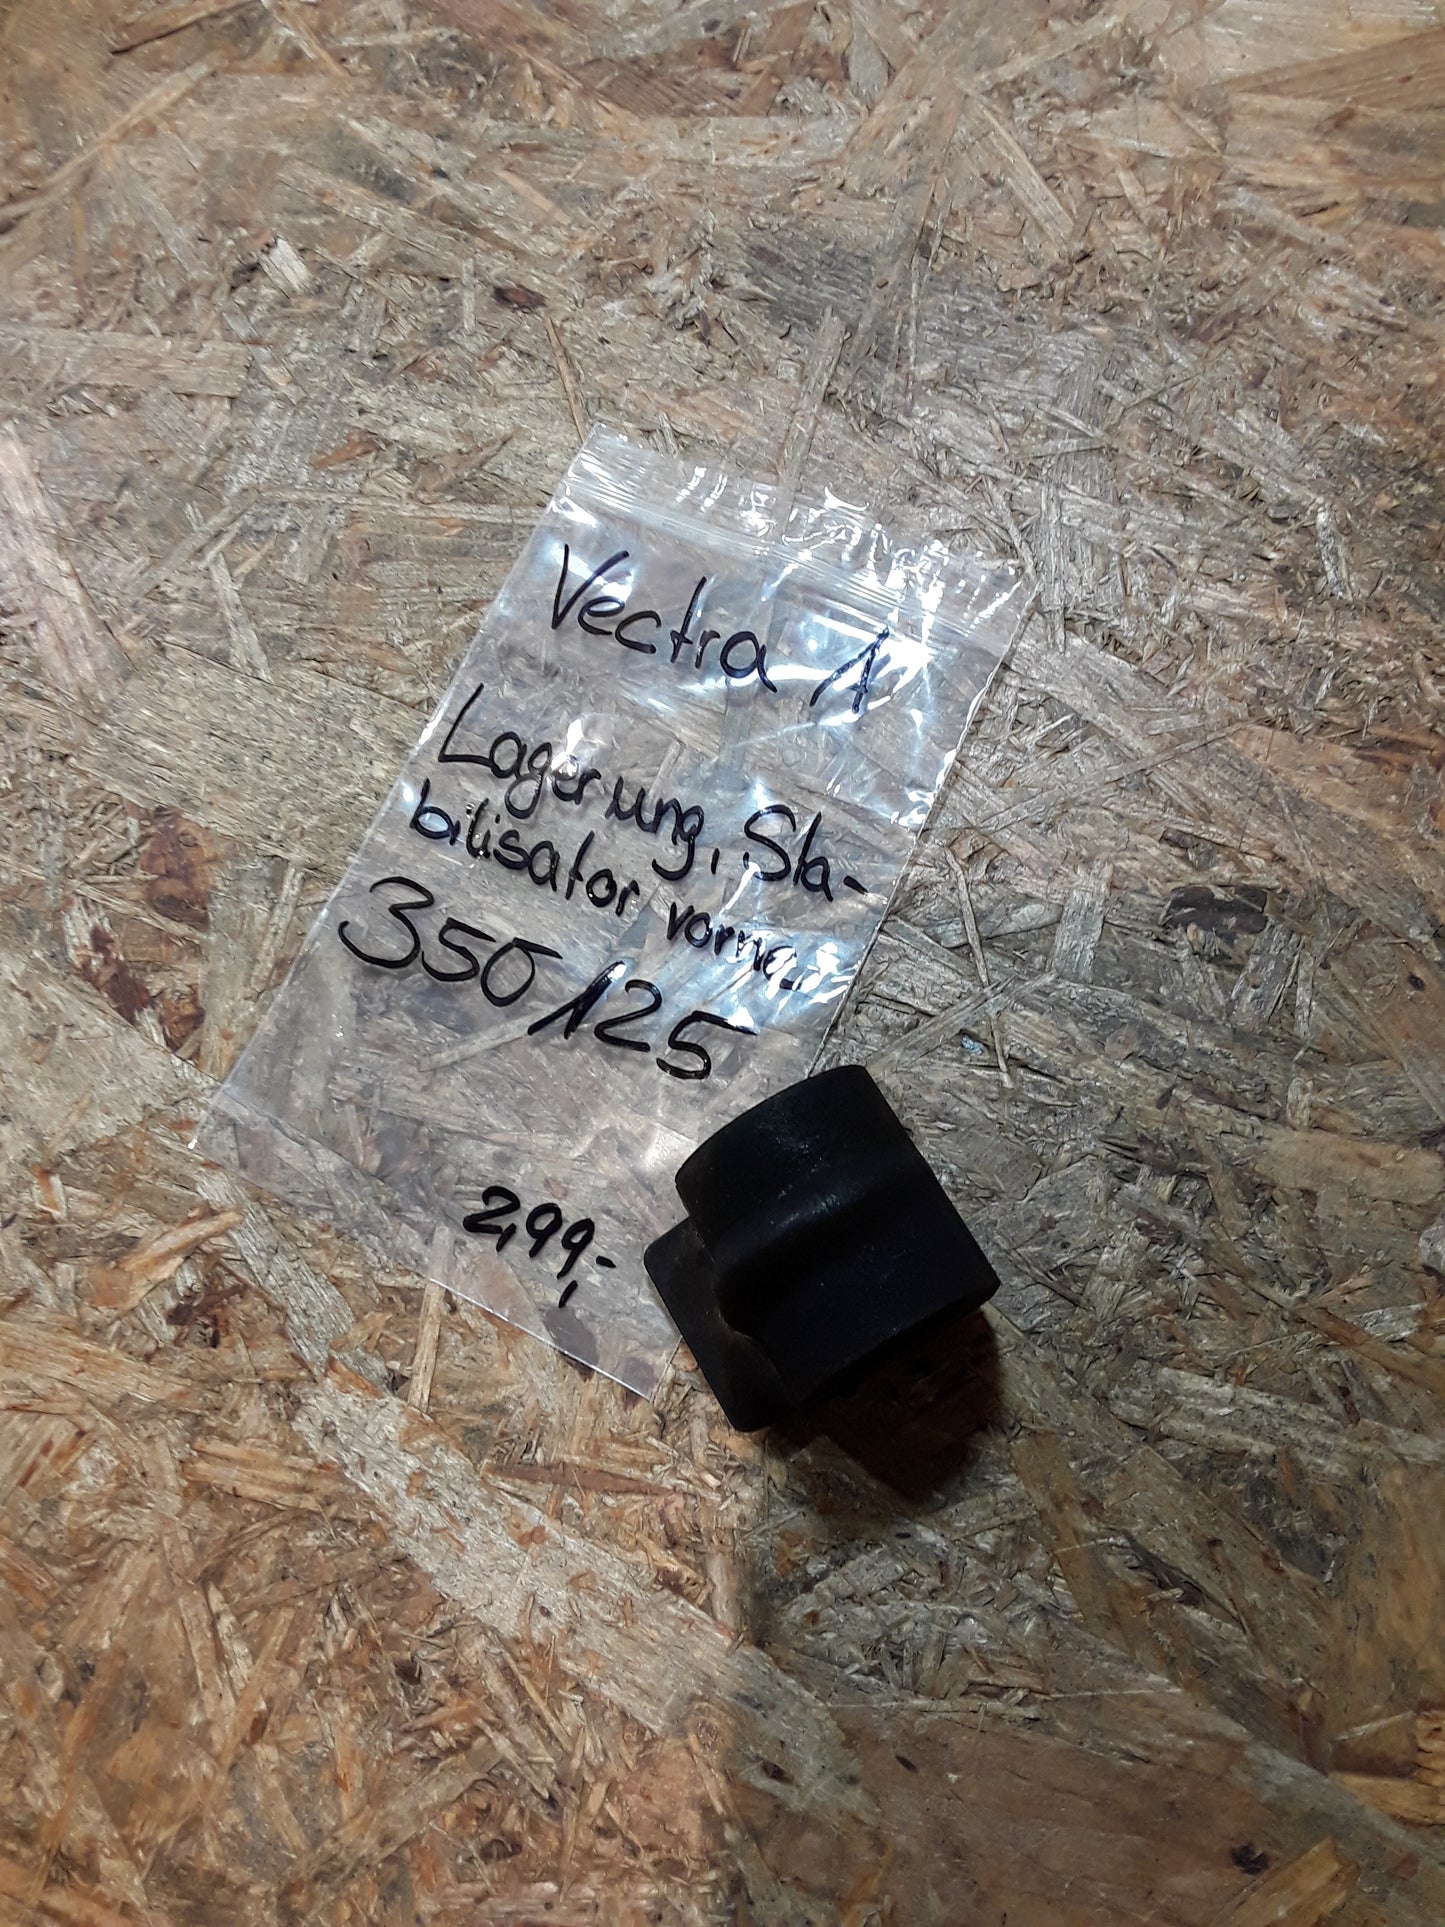 Vectra A
Lagerung, Sta-
bilisator vorne
350125
2,99,-